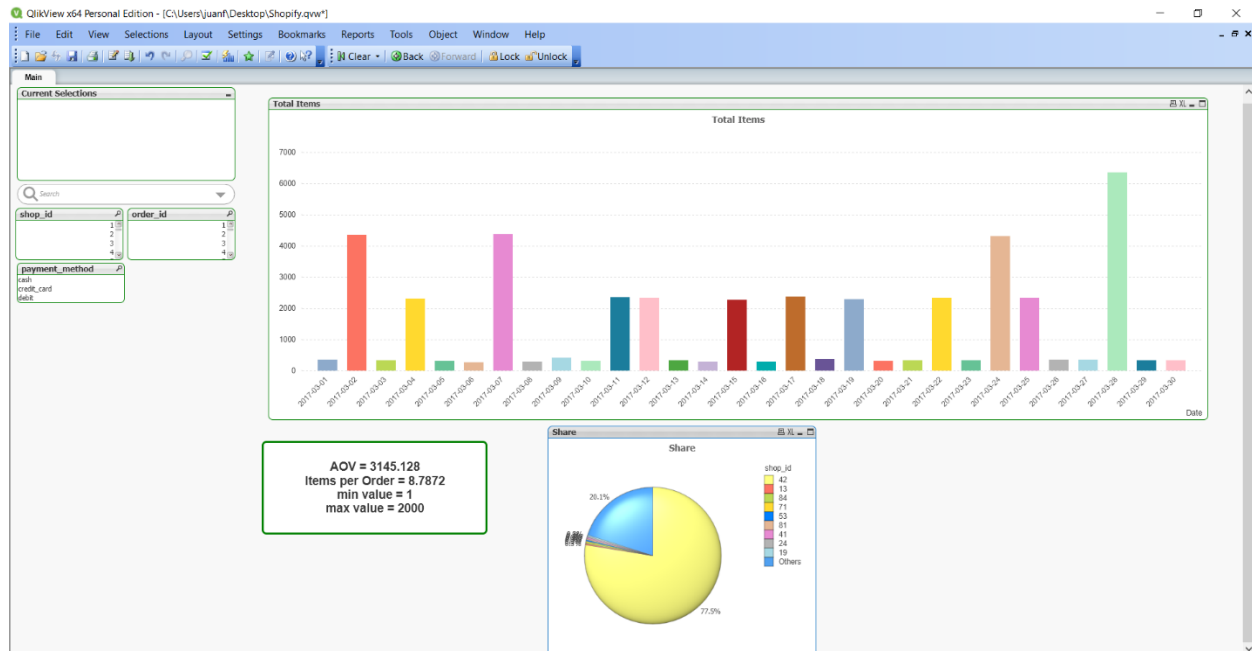 QlikView x64 Personal Edition - [C:\Users\juanf\Desktop\Shopify.qvw*]
File Edit View Selections Layout Settings Bookmarks Reports Tools Object Window Help
Clear Back Forward Lock Unlock
Main
Current Selections
Search
shop_id
1
2
3
4
order_id
1
2
3
4
payment_method
cash
credit_card
debit
Total Items XL
Total Items
7000
6000
5000
4000
3000
2000
1000
0
2017-03-01 2017-03-02 2017-03-03 2017-03-04 2017-03-05 2017-03-06 2017-03-07 2017-03-08 2017-03-09 2017-03-10 2017-03-11 2017-03-12 2017-03-13 2017-03-14 2017-03-15 2017-03-16 2017-03-17 2017-03-18 2017-03-19 2017-03-20 2017-03-21 2017-03-22 2017-03-23 2017-03-24 2017-03-25 2017-03-26 2017-03-27 2017-03-28 2017-03-29 2017-03-30
Date
AOV = 3145.128
Items per Order = 8.7872
min value = 1
max value = 2000
Share XL
Share
20.1%
77.5%
shop_id
42
13
84
71
53
81
41
24
19
Others